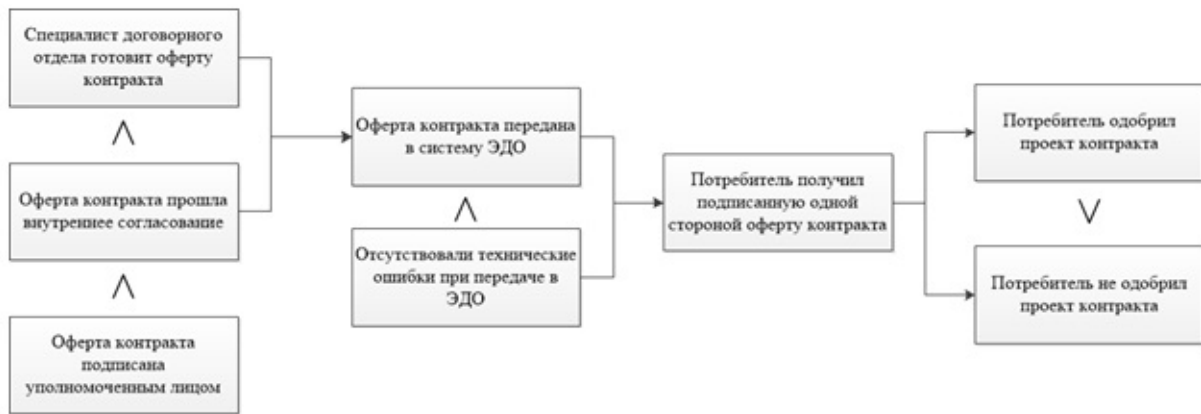 Специалист договорного
отдела готовит оферту
контракта
∧
Оферта контракта прошла
внутреннее согласование
∧
Оферта контракта
подписана
уполномоченным лицом
Оферта контракта передана
в систему ЭДО
∧
Отсутствовали технические
ошибки при передаче в
ЭДО
Потребитель получил
подписанную одной
стороной оферту контракта
Потребитель одобрил
проект контракта
∨
Потребитель не одобрил
проект контракта